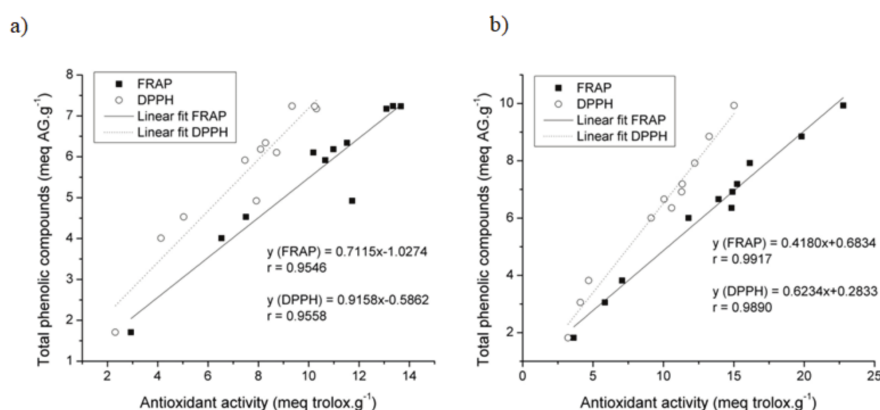 a)
FRAP
DPPH
Linear fit FRAP
Linear fit DPPH
8
7
6
5
4
3
2
1
Total phenolic compounds (meq AG.g-1)
y (FRAP) = 0.7115x-1.0274
r = 0.9546
y (DPPH) = 0.9158x-0.5862
r = 0.9558
2 4 6 8 10 12 14 16
Antioxidant activity (meq trolox.g-1)
b)
FRAP
DPPH
Linear fit FRAP
Linear fit DPPH
10
8
6
4
2
Total phenolic compounds (meq AG.g-1)
y (FRAP) = 0.4180x+0.6834
r = 0.9917
y (DPPH) = 0.6234x+0.2833
r = 0.9890
0 5 10 15 20 25
Antioxidant activity (meq trolox.g-1)